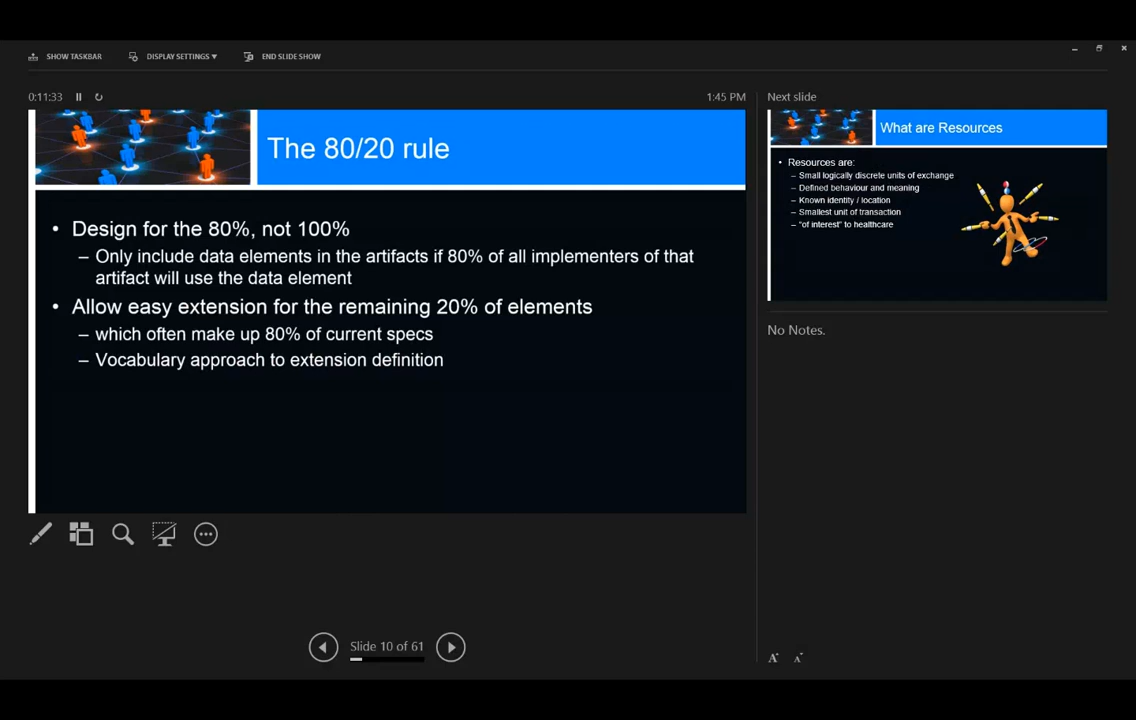 SHOW TASKBAR
DISPLAY SETTINGS ▾
END SLIDE SHOW
0:11:33
1:45 PM
The 80/20 rule
• Design for the 80%, not 100%
– Only include data elements in the artifacts if 80% of all implementers of that
artifact will use the data element
• Allow easy extension for the remaining 20% of elements
– which often make up 80% of current specs
– Vocabulary approach to extension definition
Slide 10 of 61
Next slide
What are Resources
• Resources are:
– Small logically discrete units of exchange
– Defined behaviour and meaning
– Known identity / location
– Smallest unit of transaction
– "of interest" to healthcare
No Notes.
A
A